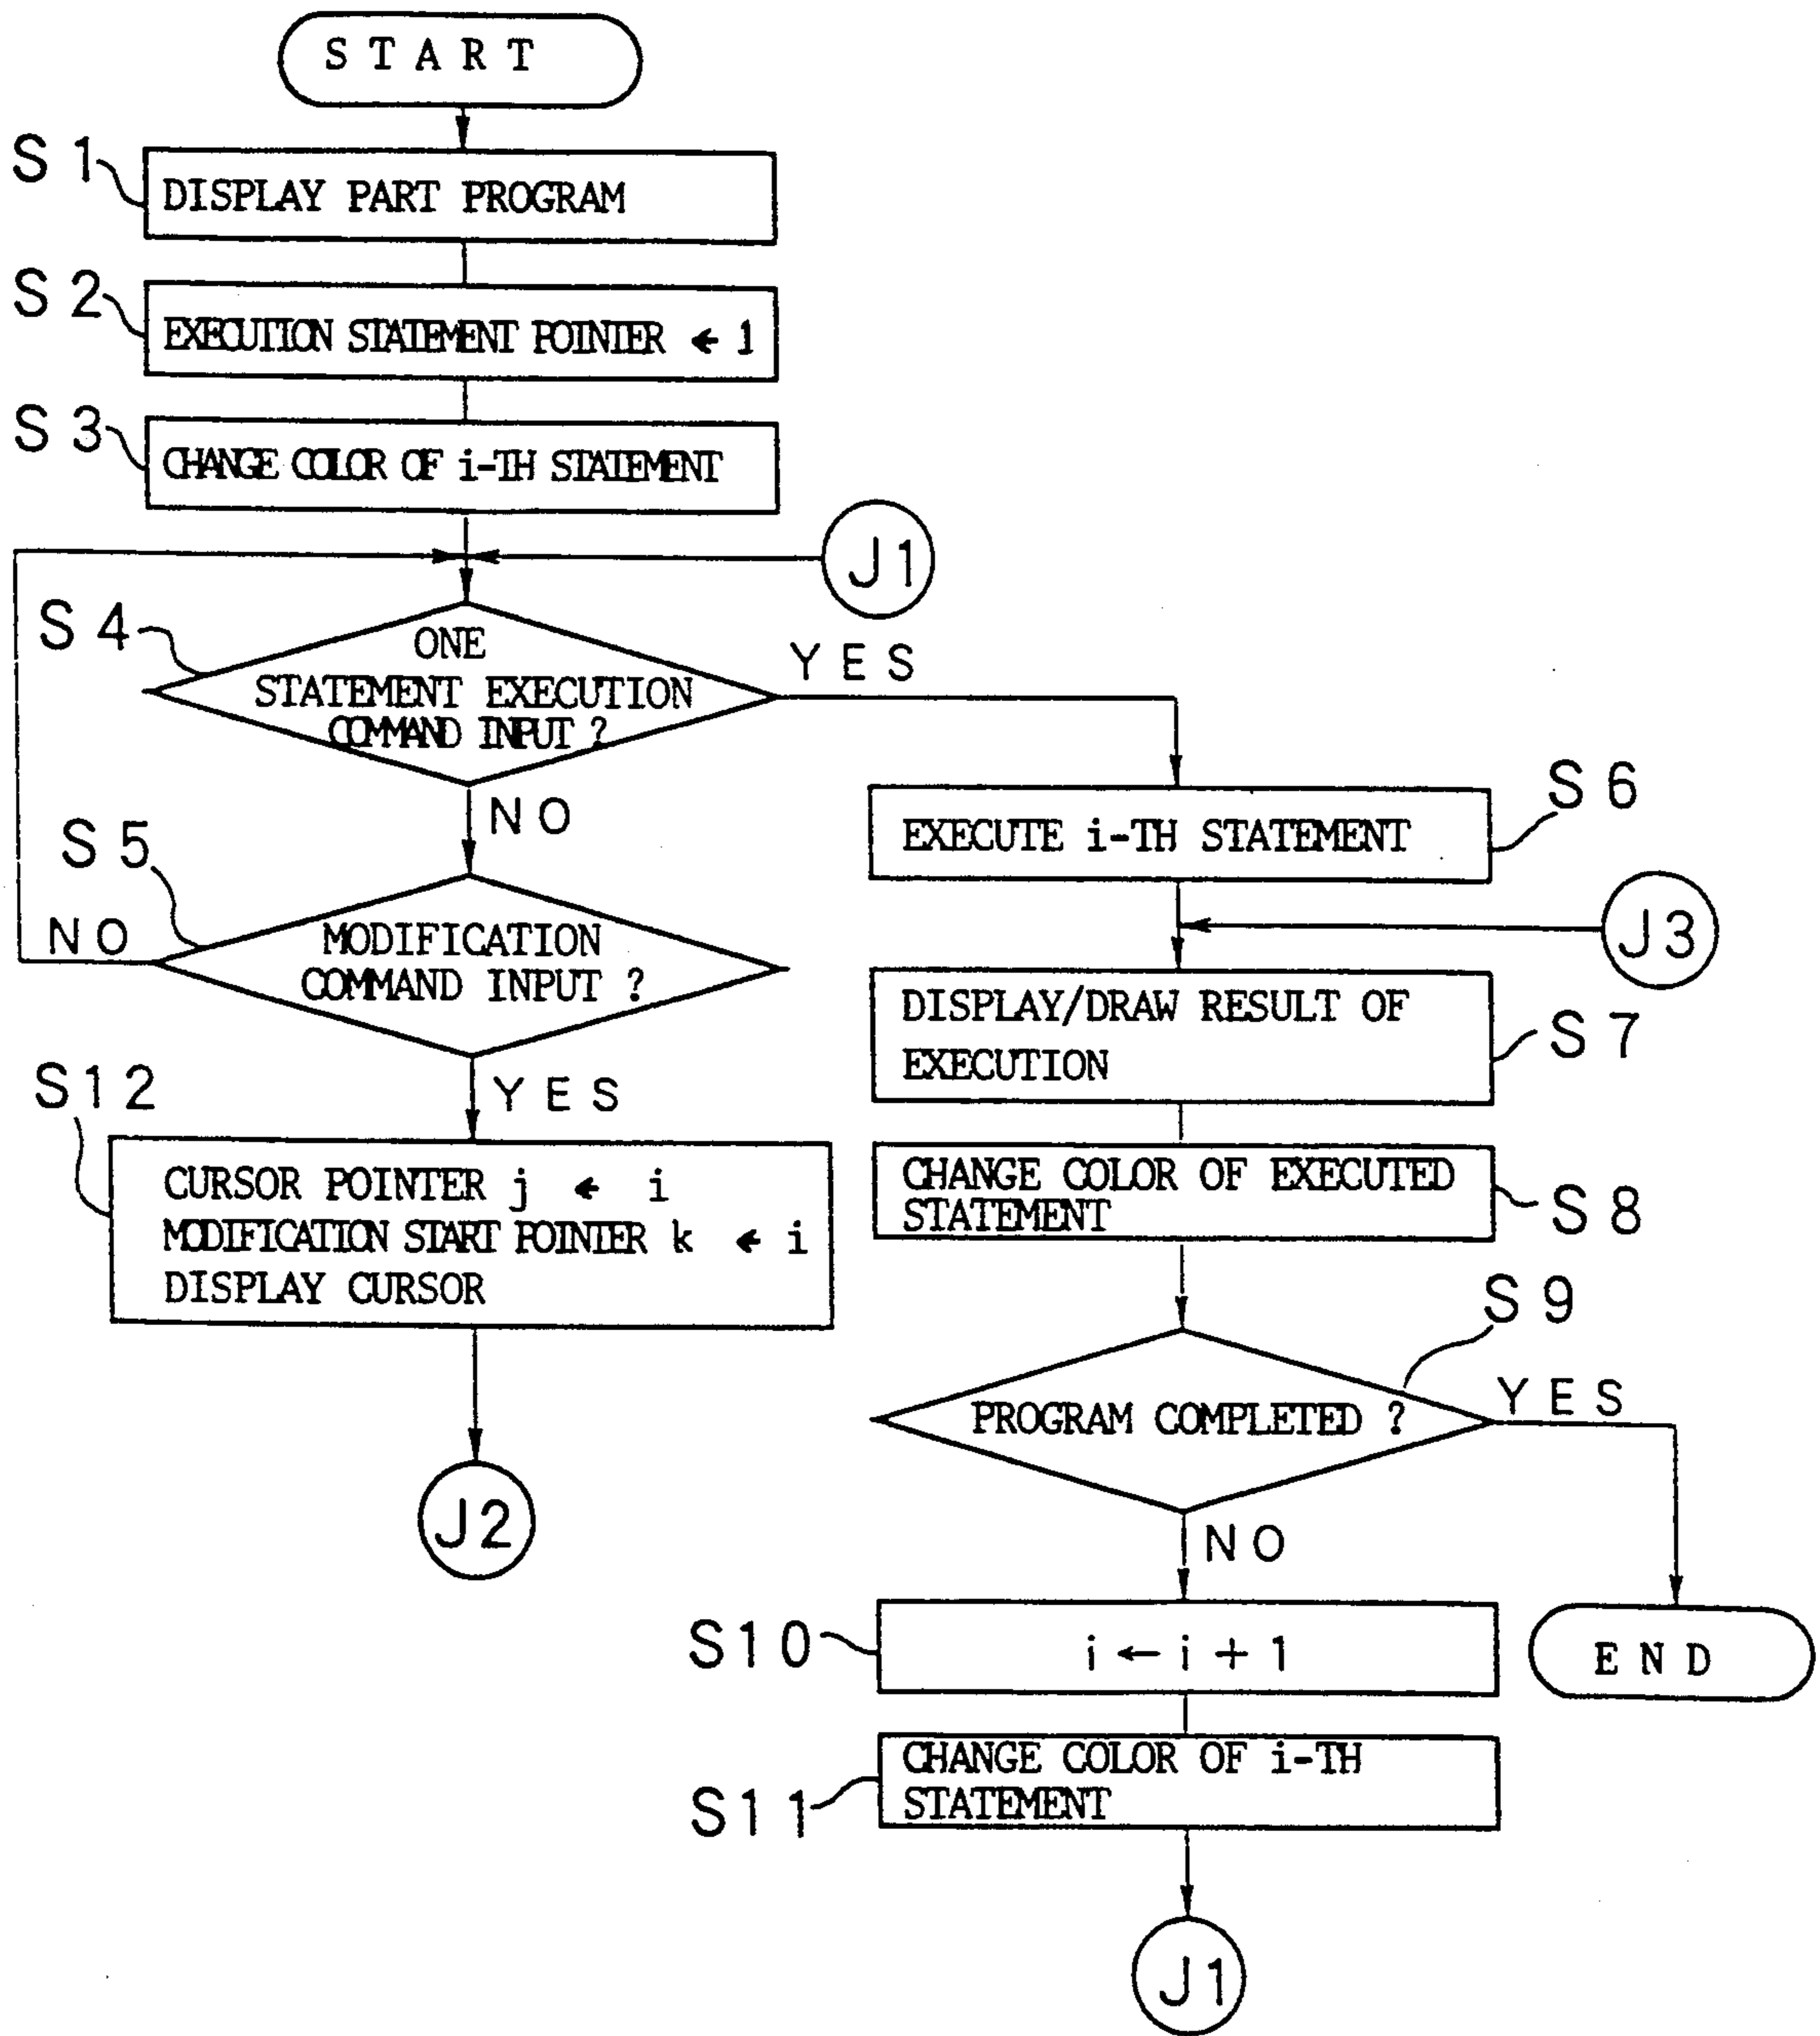 START
S1
DISPLAY PART PROGRAM
S2
EXECUTION STATEMENT POINTER ← 1
S3
CHANGE COLOR OF i-TH STATEMENT
J1
S4
ONE
STATEMENT EXECUTION
COMMAND INPUT ?
YES
NO
S5
MODIFICATION
COMMAND INPUT ?
NO
YES
S12
CURSOR POINTER j ← i
MODIFICATION START POINTER k ← i
DISPLAY CURSOR
J2
S6
EXECUTE i-TH STATEMENT
J3
DISPLAY/DRAW RESULT OF
EXECUTION
S7
CHANGE COLOR OF EXECUTED
STATEMENT
S8
S9
PROGRAM COMPLETED ?
YES
NO
S10
i ← i + 1
END
S11
CHANGE COLOR OF i-TH
STATEMENT
J1